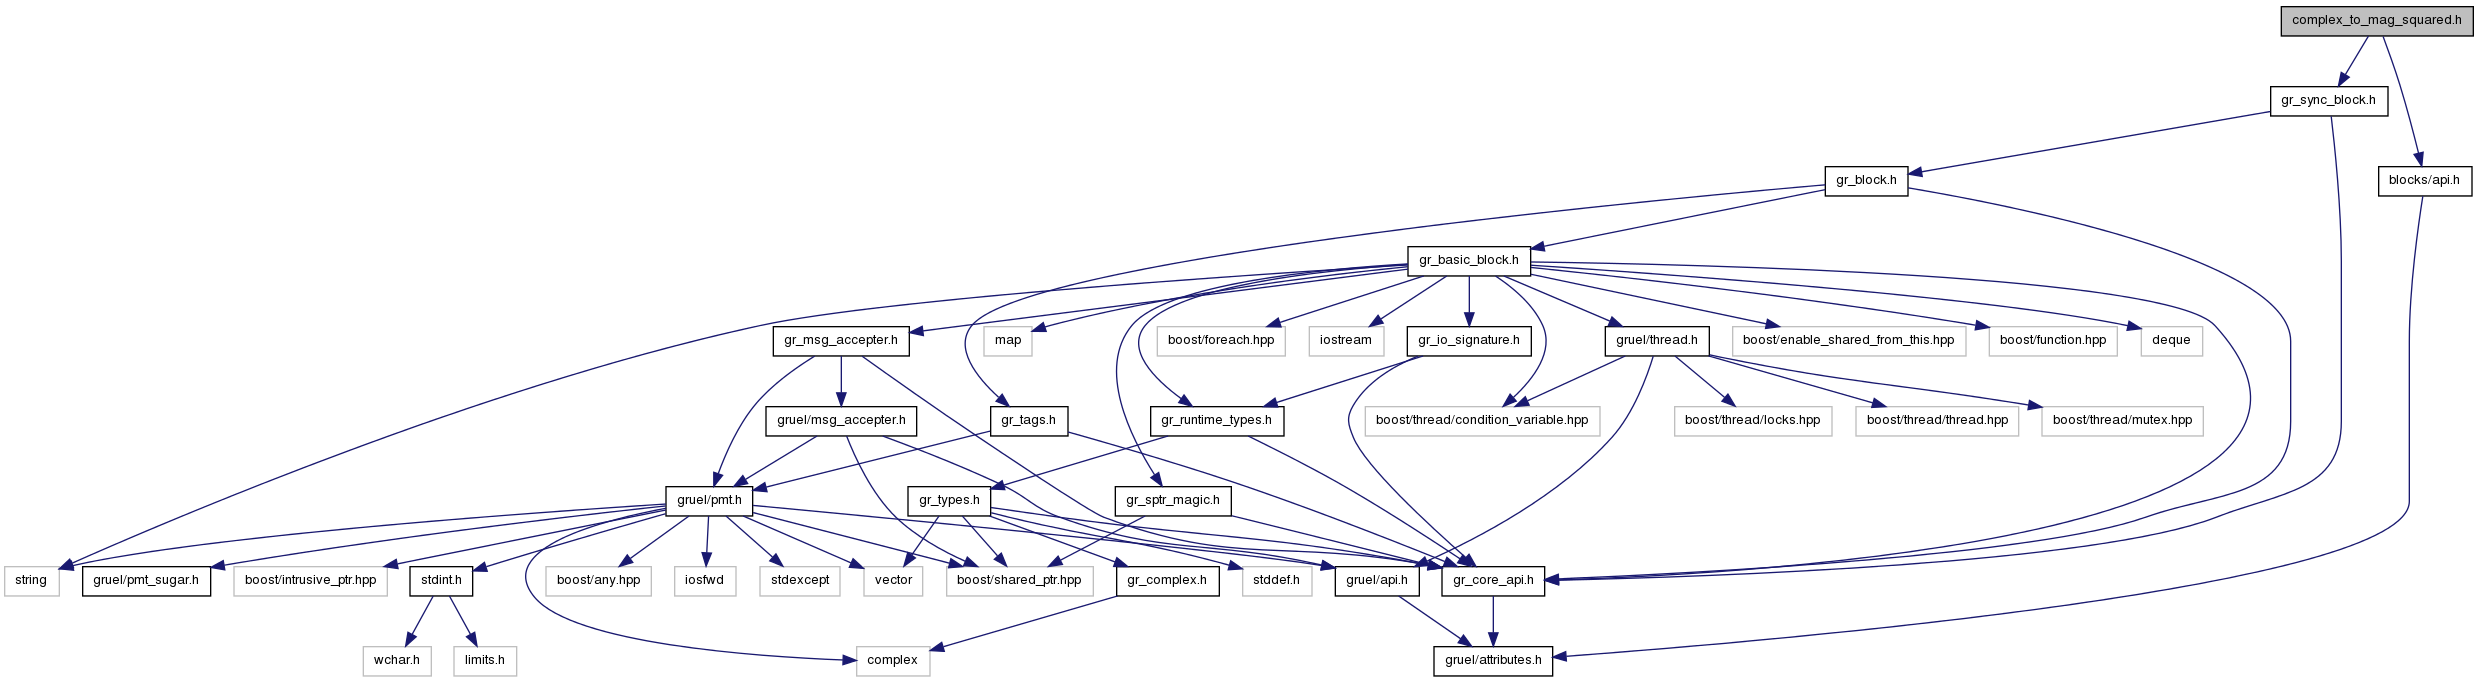 complex_to_mag_squared.h
gr_sync_block.h
gr_block.h
blocks/api.h
gr_basic_block.h
gr_msg_accepter.h
map
boost/foreach.hpp
iostream
gr_io_signature.h
gruel/thread.h
boost/enable_shared_from_this.hpp
boost/function.hpp
deque
gruel/msg_accepter.h
gr_tags.h
gr_runtime_types.h
boost/thread/condition_variable.hpp
boost/thread/locks.hpp
boost/thread/thread.hpp
boost/thread/mutex.hpp
gruel/pmt.h
gr_types.h
gr_sptr_magic.h
string
gruel/pmt_sugar.h
boost/intrusive_ptr.hpp
stdint.h
boost/any.hpp
iosfwd
stdexcept
vector
boost/shared_ptr.hpp
gr_complex.h
stddef.h
gruel/api.h
gr_core_api.h
wchar.h
limits.h
complex
gruel/attributes.h